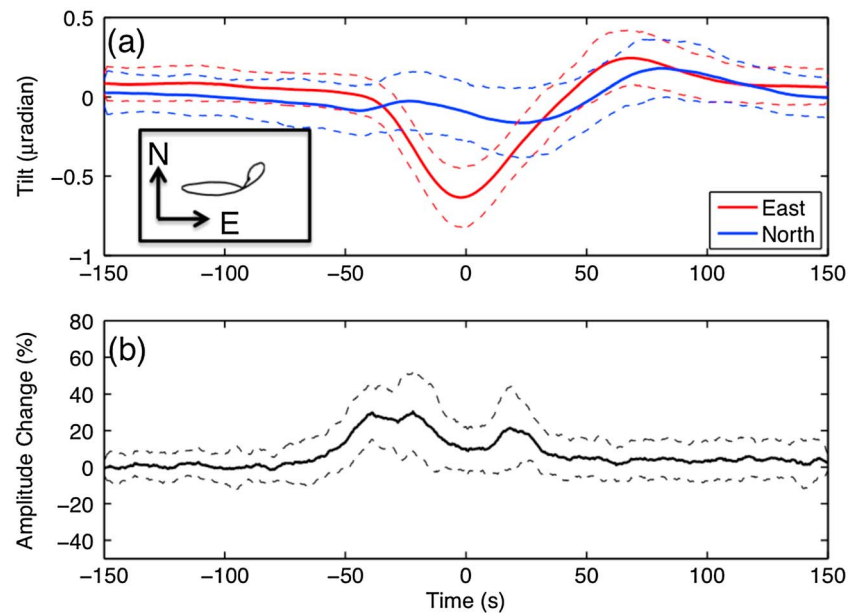 (a)
Tilt (μradian)
0.5
0
−0.5
−1
N
E
East
North
−150 −100 −50 0 50 100 150
(b)
Amplitude Change (%)
80
60
40
20
0
−20
−40
−150 −100 −50 0 50 100 150
Time (s)